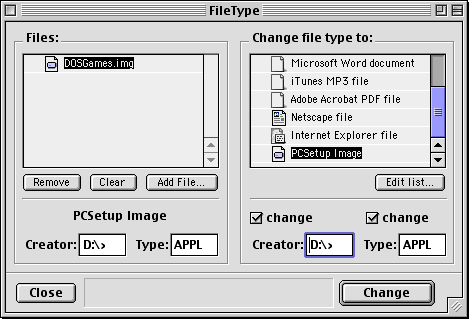 FileType
Files:
DOSGames.img
Remove
Clear
Add File...
PCSetup Image
Creator: D:\› Type: APPL
Change file type to:
Microsoft Word document
iTunes MP3 file
Adobe Acrobat PDF file
Netscape file
Internet Explorer file
PCSetup Image
Edit list...
change
change
Creator: D:\› Type: APPL
Close
Change